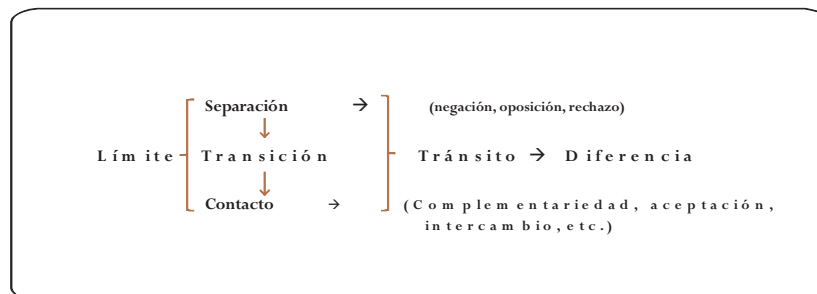 Separación → (negación, oposición, rechazo)
Límite Transición Tránsito → Diferencia
Contacto → (Complementariedad, aceptación,
intercambio, etc.)